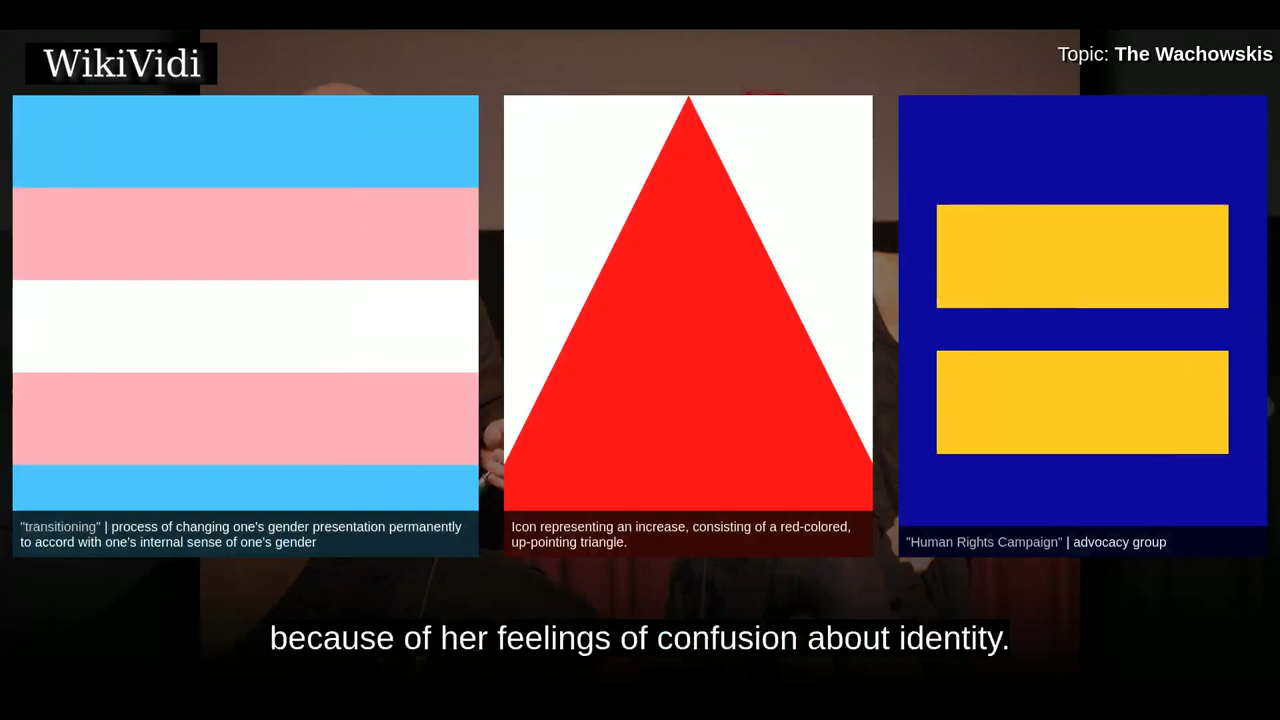 WikiVidi
Topic: The Wachowskis
"transitioning" | process of changing one's gender presentation permanently
to accord with one's internal sense of one's gender
Icon representing an increase, consisting of a red-colored,
up-pointing triangle.
"Human Rights Campaign" | advocacy group
because of her feelings of confusion about identity.